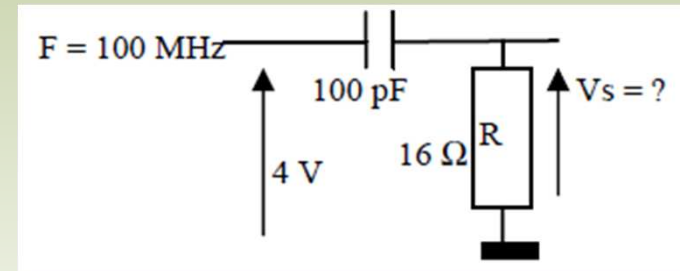 F = 100 MHz
100 pF
Vs = ?
R
16 Ω
4 V